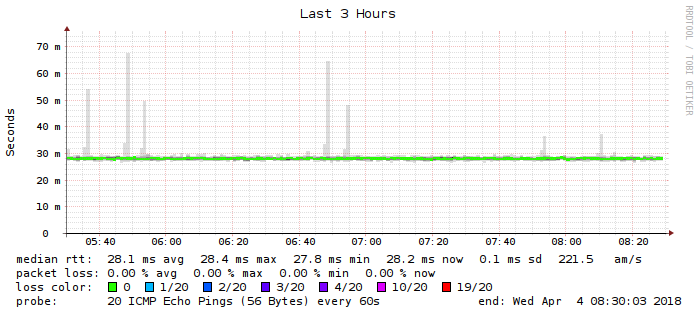 Last 3 Hours
RRDTOOL / TOBI OETIKER
Seconds
70 m
60 m
50 m
40 m
30 m
20 m
10 m
0
05:40 06:00 06:20 06:40 07:00 07:20 07:40 08:00 08:20
median rtt: 28.1 ms avg 28.4 ms max 27.8 ms min 28.2 ms now 0.1 ms sd 221.5 am/s
packet loss: 0.00 % avg 0.00 % max 0.00 % min 0.00 % now
loss color: 0 1/20 2/20 3/20 4/20 10/20 19/20
probe: 20 ICMP Echo Pings (56 Bytes) every 60s end: Wed Apr 4 08:30:03 2018